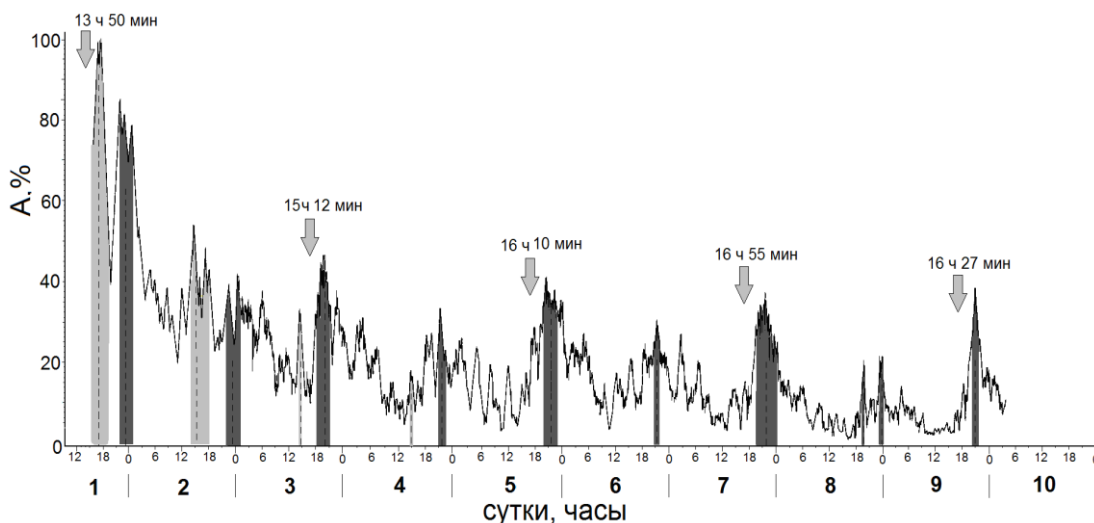 13 ч 50 мин
100
80
15ч 12 мин
60
16 ч 10 мин
16 ч 55 мин
16 ч 27 мин
А,%
40
20
0
12 18 0 6 12 18 0 6 12 18 0 6 12 18 0 6 12 18 0 6 12 18 0 6 12 18 0 6 12 18 0 6 12 18 0 6 12 18
1 | 2 | 3 | 4 | 5 | 6 | 7 | 8 | 9 | 10
сутки, часы